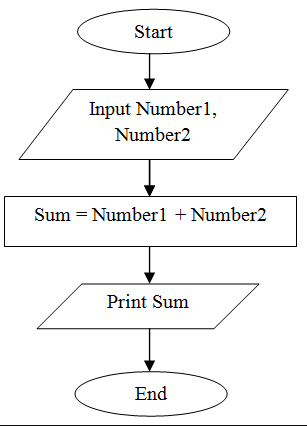 Start
Input Number1,
Number2
Sum = Number1 + Number2
Print Sum
End